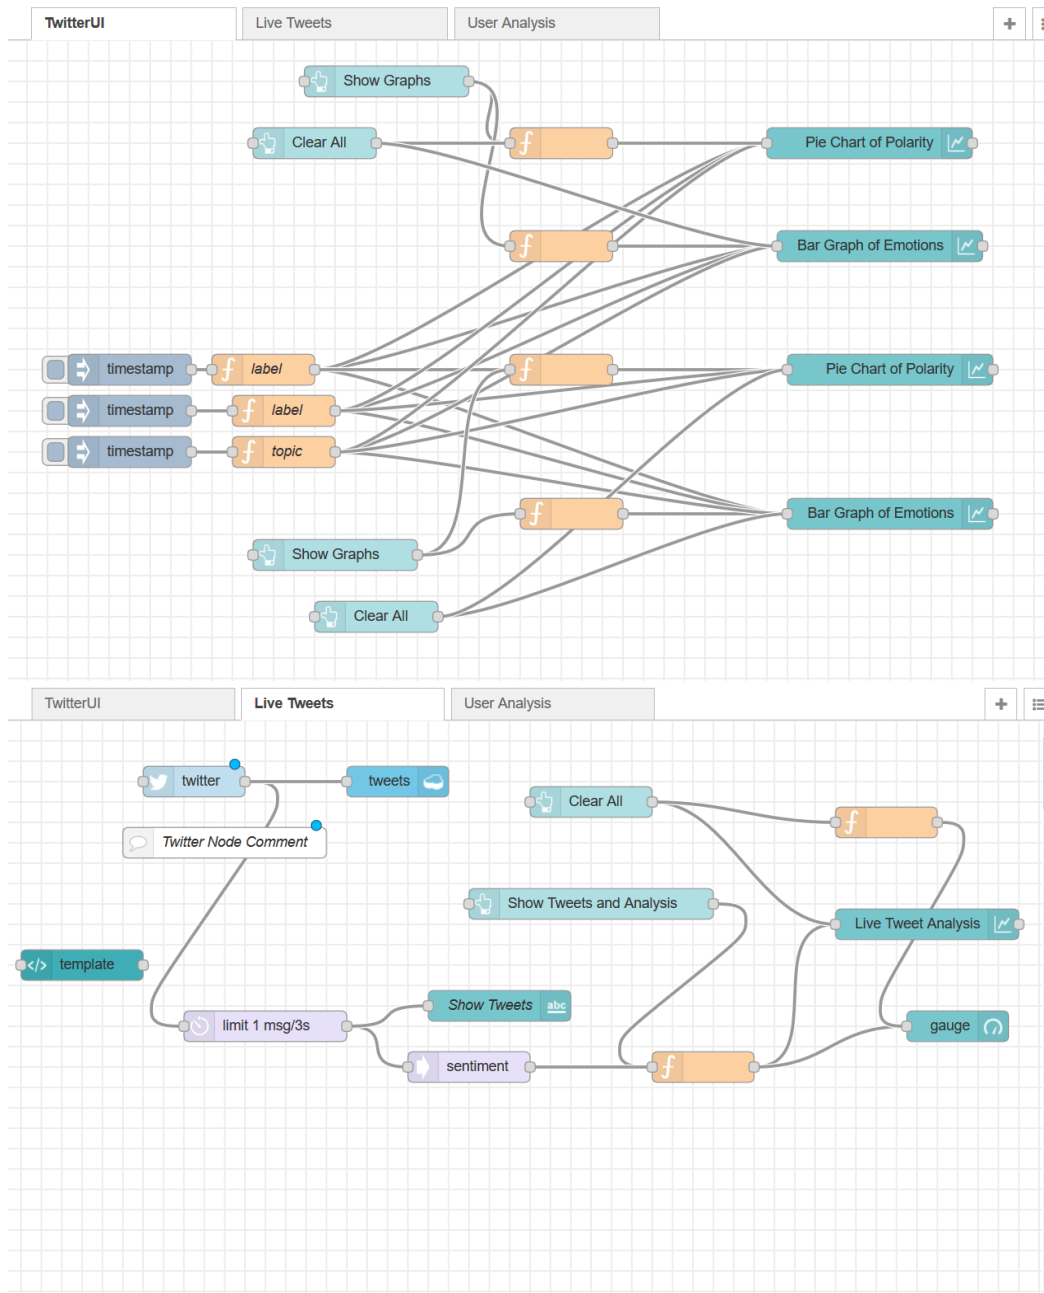 TwitterUI
Live Tweets
User Analysis
Show Graphs
Clear All
Pie Chart of Polarity
Bar Graph of Emotions
timestamp
label
Pie Chart of Polarity
timestamp
label
timestamp
topic
Bar Graph of Emotions
Show Graphs
Clear All
TwitterUI
Live Tweets
User Analysis
twitter
tweets
Clear All
Twitter Node Comment
Show Tweets and Analysis
Live Tweet Analysis
template
Show Tweets
abc
limit 1 msg/3s
gauge
sentiment